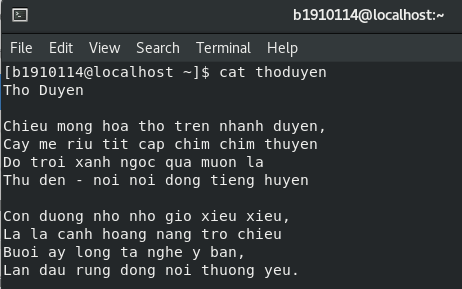 b1910114@localhost:~
File Edit View Search Terminal Help
[b1910114@localhost ~]$ cat thoduyen
Tho Duyen

Chieu mong hoa tho tren nhanh duyen,
Cay me riu tit cap chim chim thuyen
Do troi xanh ngoc qua muon la
Thu den - noi noi dong tieng huyen

Con duong nho nho gio xieu xieu,
La la canh hoang nang tro chieu
Buoi ay long ta nghe y ban,
Lan dau rung dong noi thuong yeu.